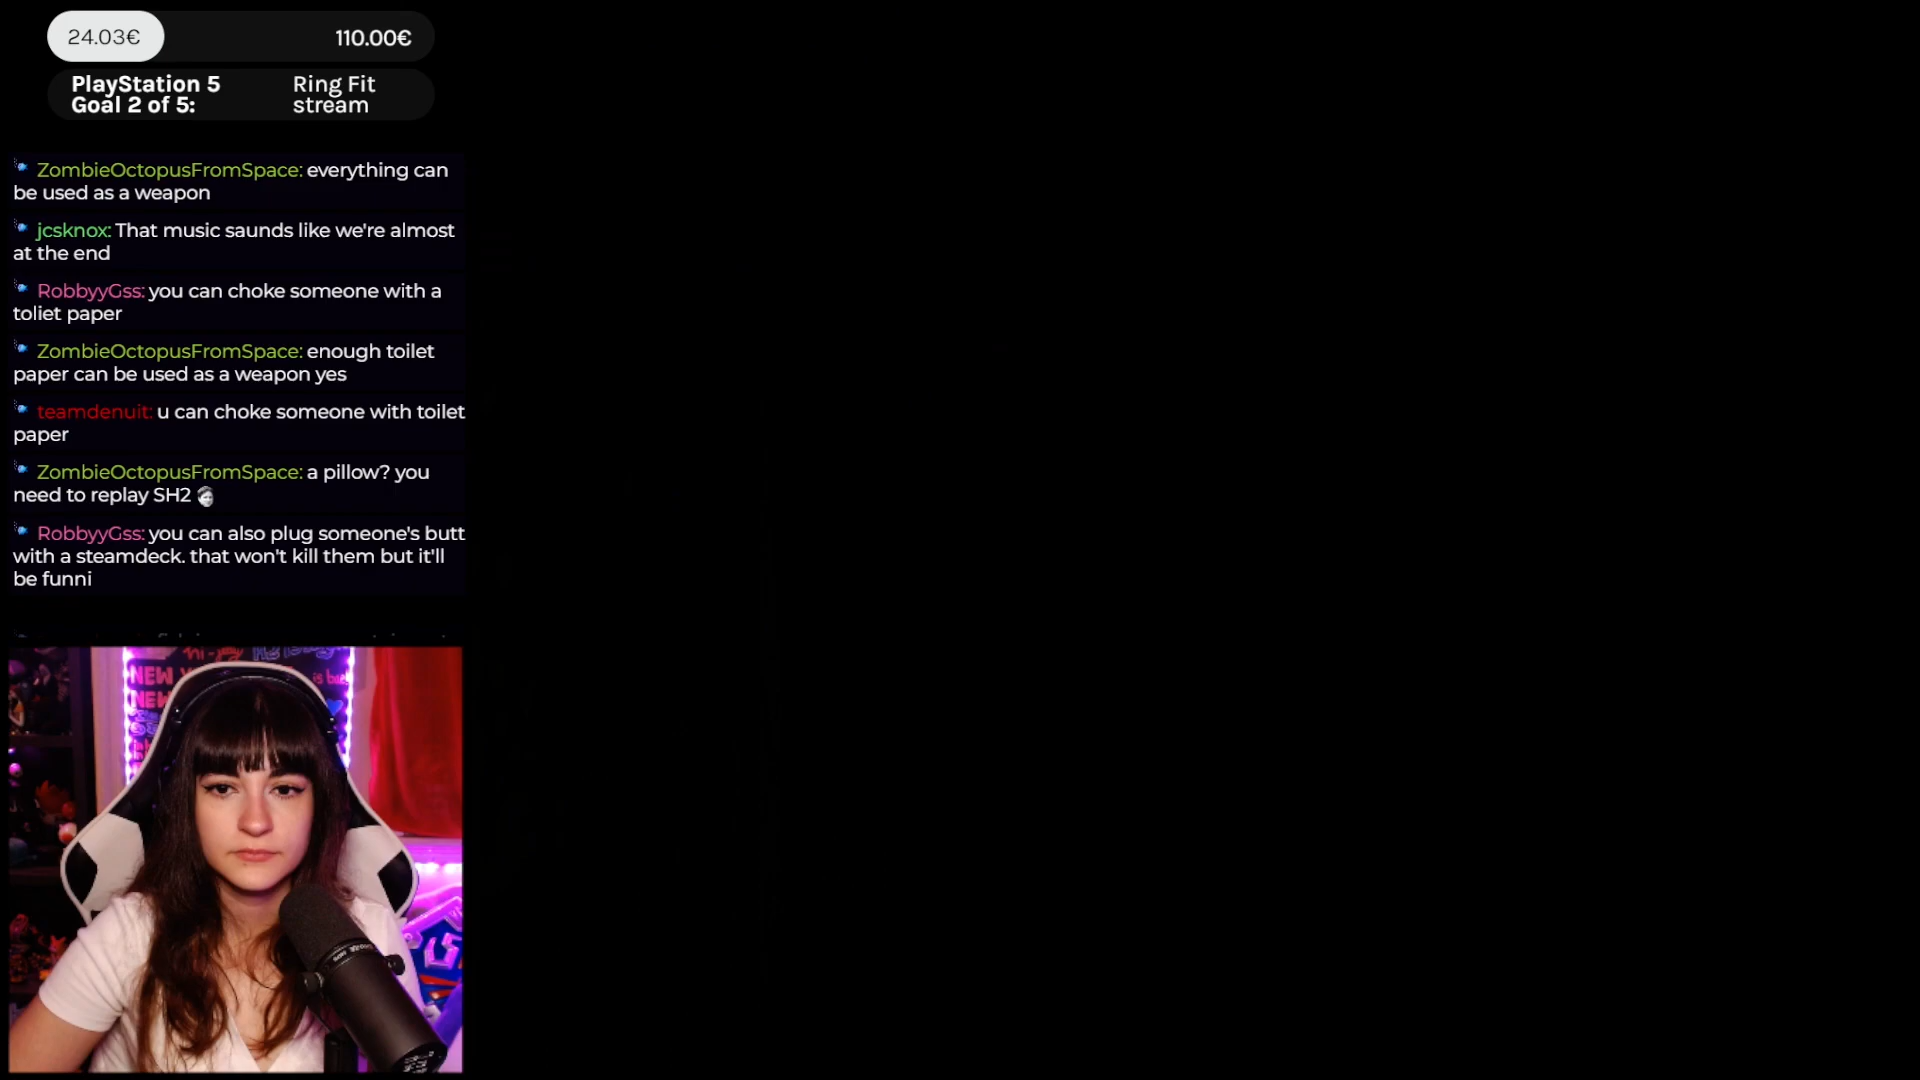 24.03€ 110.00€
PlayStation 5 Ring Fit
Goal 2 of 5: stream
ZombieOctopusFromSpace: everything can
be used as a weapon
jcsknox: That music saunds like we're almost
at the end
RobbyyGss: you can choke someone with a
toliet paper
ZombieOctopusFromSpace: enough toilet
paper can be used as a weapon yes
teamdenuit: u can choke someone with toilet
paper
ZombieOctopusFromSpace: a pillow? you
need to replay SH2
RobbyyGss: you can also plug someone's butt
with a steamdeck. that won't kill them but it'll
be funni
hi-
NEW
NEW
is